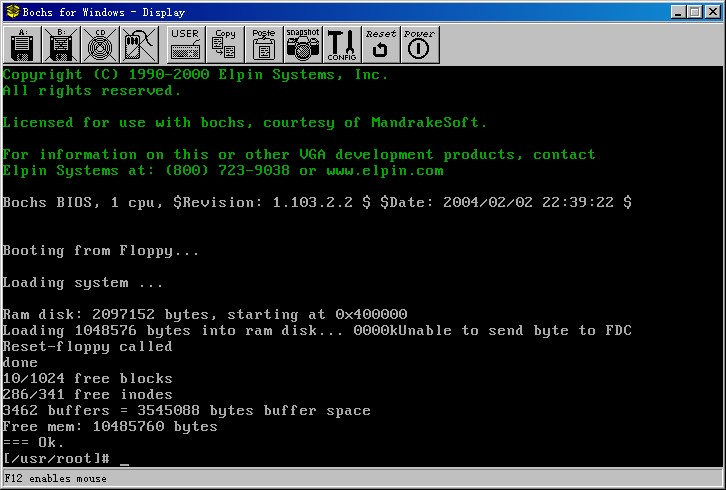 Bochs for Windows - Display
A: B: CD USER Copy Paste snapshot CONFIG Reset Power
Copyright (C) 1990-2000 Elpin Systems, Inc.
All rights reserved.
Licensed for use with bochs, courtesy of MandrakeSoft.
For information on this or other VGA development products, contact
Elpin Systems at: (800) 723-9038 or www.elpin.com
Bochs BIOS, 1 cpu, $Revision: 1.103.2.2 $ $Date: 2004/02/02 22:39:22 $
Booting from Floppy...
Loading system ...
Ram disk: 2097152 bytes, starting at 0x400000
Loading 1048576 bytes into ram disk... 0000kUnable to send byte to FDC
Reset-floppy called
done
10/1024 free blocks
286/341 free inodes
3462 buffers = 3545088 bytes buffer space
Free mem: 10485760 bytes
=== Ok.
[/usr/root]# _
F12 enables mouse